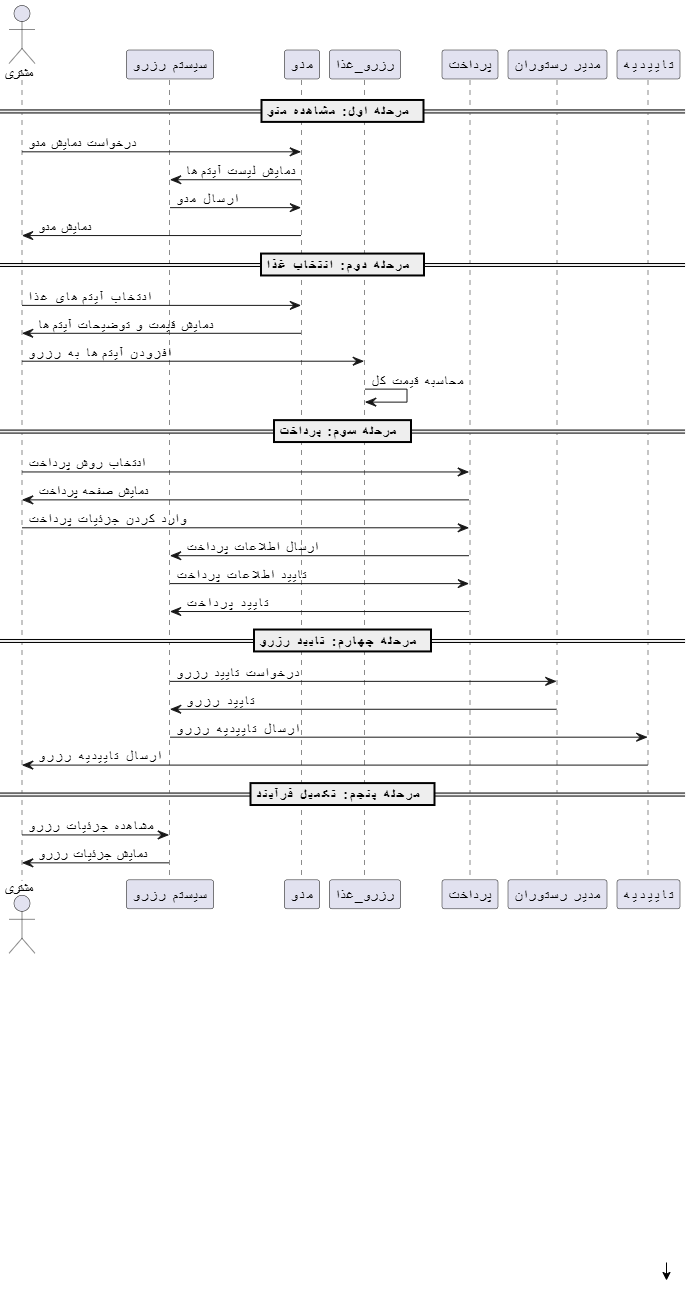 مشتری
سیستم رزرو
منو
رزرو_غذا
پرداخت
مدیر رستوران
تاییدیه
مرحله اول: مشاهده منو
درخواست نمایش منو
نمایش لیست آیتم ها
ارسال منو
نمایش منو
مرحله دوم: انتخاب غذا
انتخاب آیتم های غذا
نمایش قیمت و توضیحات آیتم ها
افزودن آیتم ها به رزرو
محاسبه قیمت کل
مرحله سوم: پرداخت
انتخاب روش پرداخت
نمایش صفحه پرداخت
وارد کردن جزئیات پرداخت
ارسال اطلاعات پرداخت
تایید اطلاعات پرداخت
تایید پرداخت
مرحله چهارم: تایید رزرو
درخواست تایید رزرو
تایید رزرو
ارسال تاییدیه رزرو
ارسال تاییدیه رزرو
مرحله پنجم: تکمیل فرآیند
مشاهده جزئیات رزرو
نمایش جزئیات رزرو
مشتری
سیستم رزرو
منو
رزرو_غذا
پرداخت
مدیر رستوران
تاییدیه